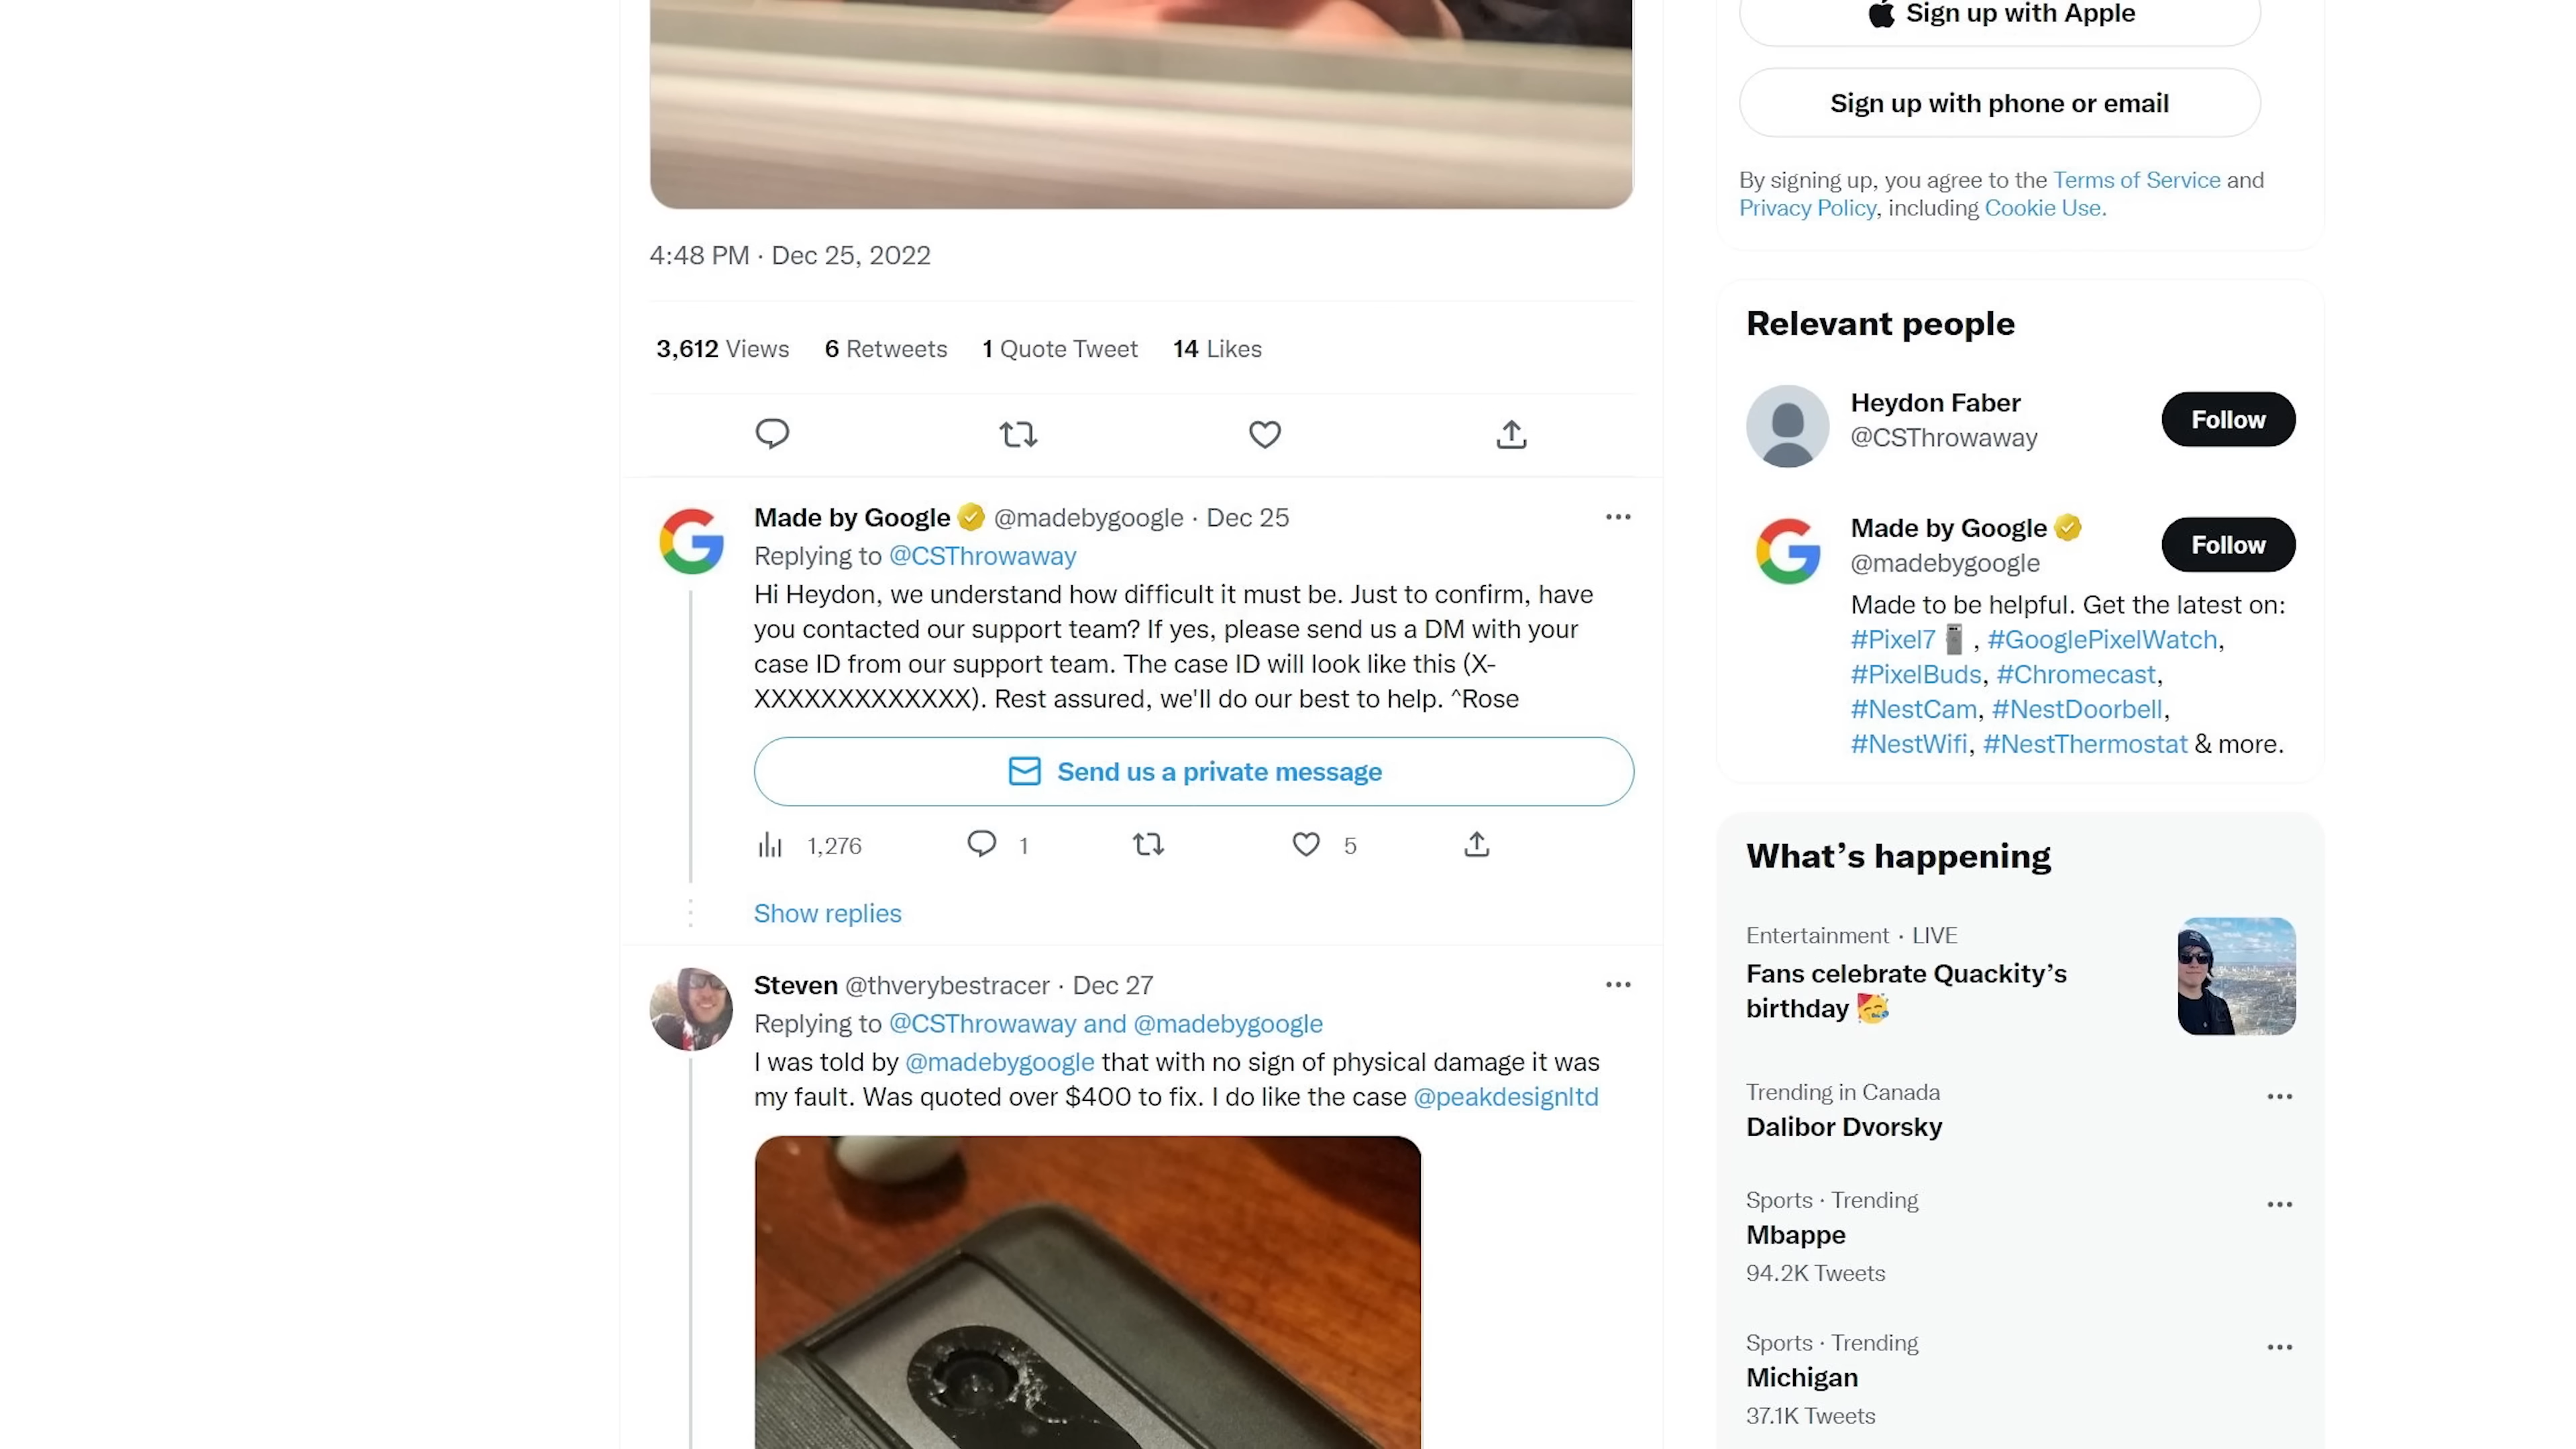 4:48 PM · Dec 25, 2022
3,612 Views 6 Retweets 1 Quote Tweet 14 Likes
Made by Google @madebygoogle · Dec 25
Replying to @CSThrowaway
Hi Heydon, we understand how difficult it must be. Just to confirm, have
you contacted our support team? If yes, please send us a DM with your
case ID from our support team. The case ID will look like this (X-
XXXXXXXXXXXXX). Rest assured, we'll do our best to help. ^Rose
Send us a private message
1,276 1 5
Show replies
Steven @thverybestracer · Dec 27
Replying to @CSThrowaway and @madebygoogle
I was told by @madebygoogle that with no sign of physical damage it was
my fault. Was quoted over $400 to fix. I do like the case @peakdesignltd
Sign up with Apple
Sign up with phone or email
By signing up, you agree to the Terms of Service and
Privacy Policy, including Cookie Use.
Relevant people
Heydon Faber
@CSThrowaway
Follow
Made by Google
@madebygoogle
Follow
Made to be helpful. Get the latest on:
#Pixel7 , #GooglePixelWatch,
#PixelBuds, #Chromecast,
#NestCam, #NestDoorbell,
#NestWifi, #NestThermostat & more.
What’s happening
Entertainment · LIVE
Fans celebrate Quackity’s
birthday
Trending in Canada
Dalibor Dvorsky
Sports · Trending
Mbappe
94.2K Tweets
Sports · Trending
Michigan
37.1K Tweets